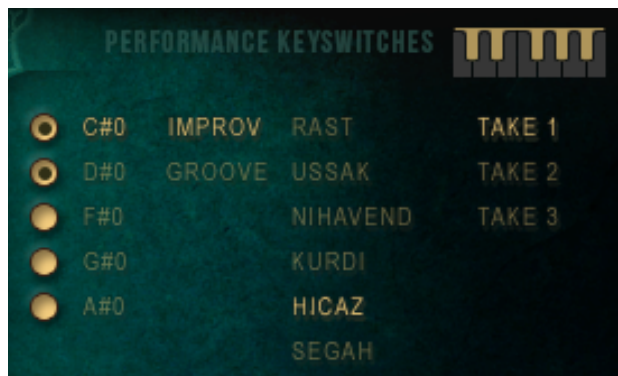 PERFORMANCE KEYSWITCHES
C#0 IMPROV RAST TAKE 1
D#0 GROOVE USSAK TAKE 2
F#0 NIHAVEND TAKE 3
G#0 KURDI
A#0 HICAZ
SEGAH